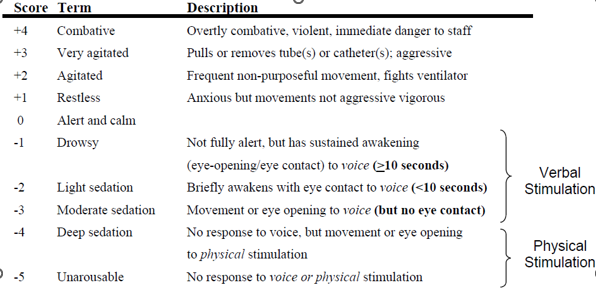 Score Term Description
+4 Combative Overtly combative, violent, immediate danger to staff
+3 Very agitated Pulls or removes tube(s) or catheter(s); aggressive
+2 Agitated Frequent non-purposeful movement, fights ventilator
+1 Restless Anxious but movements not aggressive vigorous
0 Alert and calm
-1 Drowsy Not fully alert, but has sustained awakening
(eye-opening/eye contact) to voice (≥10 seconds)
-2 Light sedation Briefly awakens with eye contact to voice (<10 seconds)
-3 Moderate sedation Movement or eye opening to voice (but no eye contact)
Verbal
Stimulation
-4 Deep sedation No response to voice, but movement or eye opening
to physical stimulation
-5 Unarousable No response to voice or physical stimulation
Physical
Stimulation